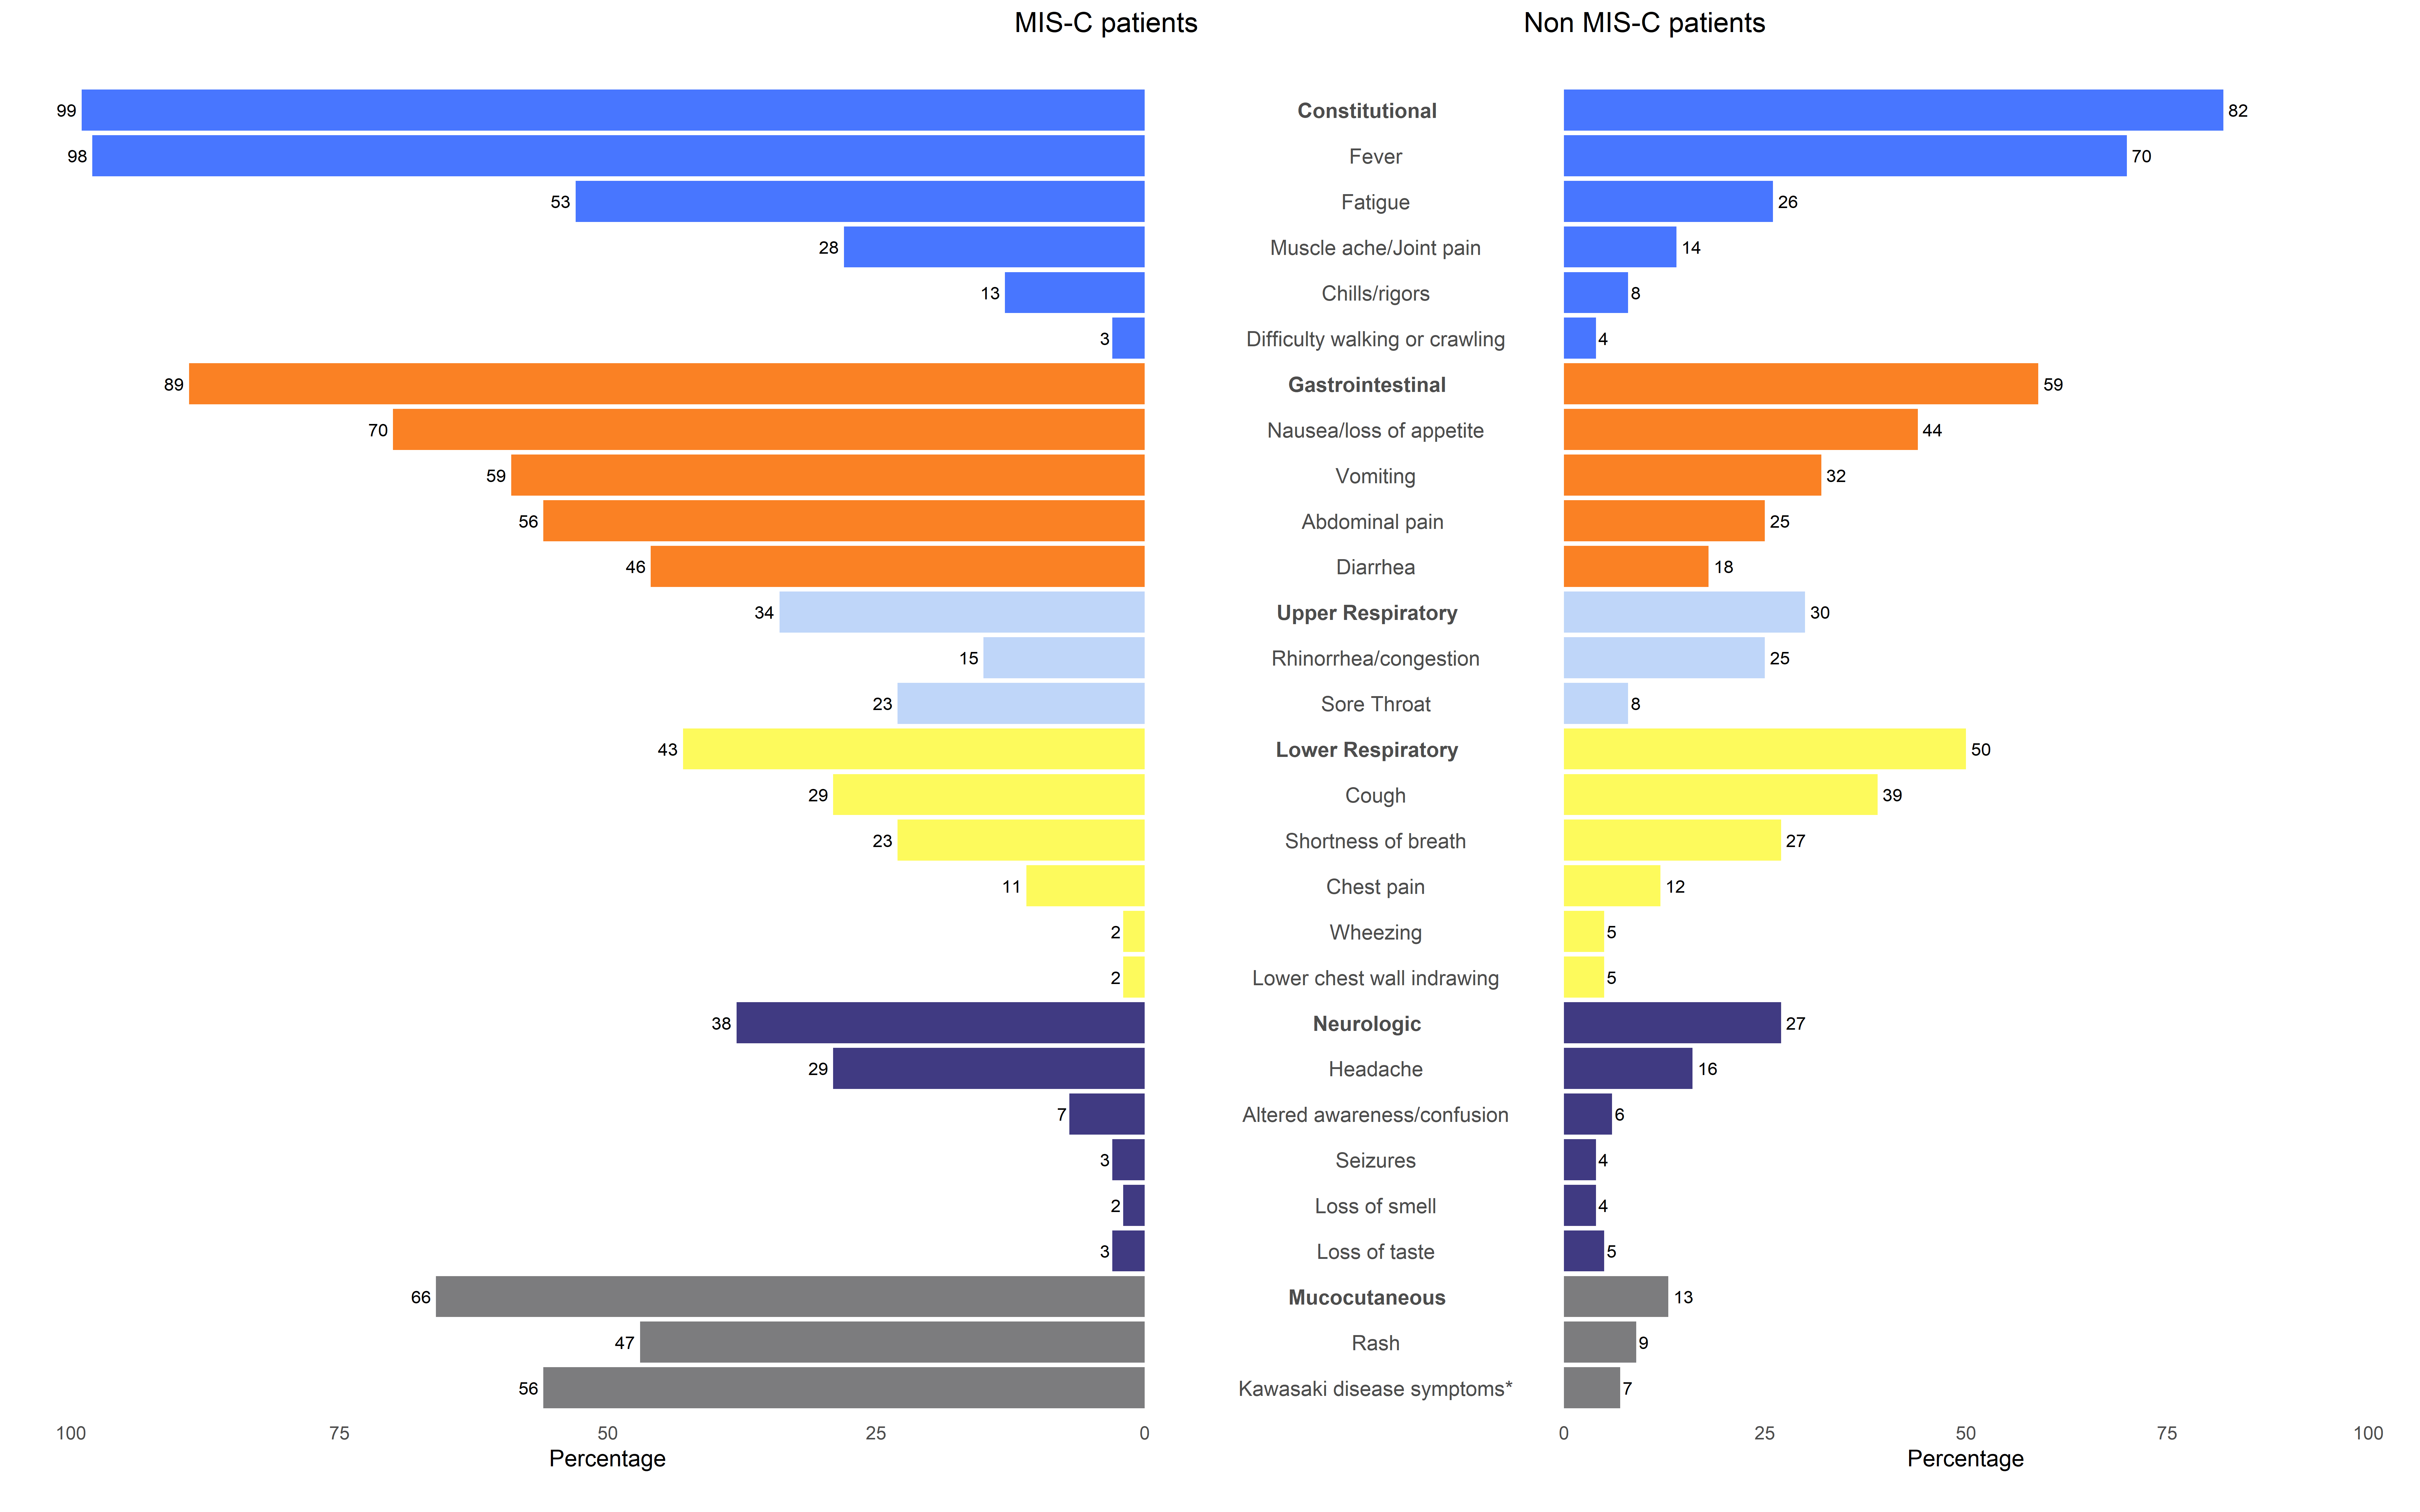 MIS-C patients Non MIS-C patients
99 Constitutional 82
98 Fever 70
53 Fatigue 26
28 Muscle ache/Joint pain 14
13 Chills/rigors 8
3 Difficulty walking or crawling 4
89 Gastrointestinal 59
70 Nausea/loss of appetite 44
59 Vomiting 32
56 Abdominal pain 25
46 Diarrhea 18
34 Upper Respiratory 30
15 Rhinorrhea/congestion 25
23 Sore Throat 8
43 Lower Respiratory 50
29 Cough 39
23 Shortness of breath 27
11 Chest pain 12
2 Wheezing 5
2 Lower chest wall indrawing 5
38 Neurologic 27
29 Headache 16
7 Altered awareness/confusion 6
3 Seizures 4
2 Loss of smell 4
3 Loss of taste 5
66 Mucocutaneous 13
47 Rash 9
56 Kawasaki disease symptoms* 7
100 75 50 25 0 0 25 50 75 100
Percentage Percentage